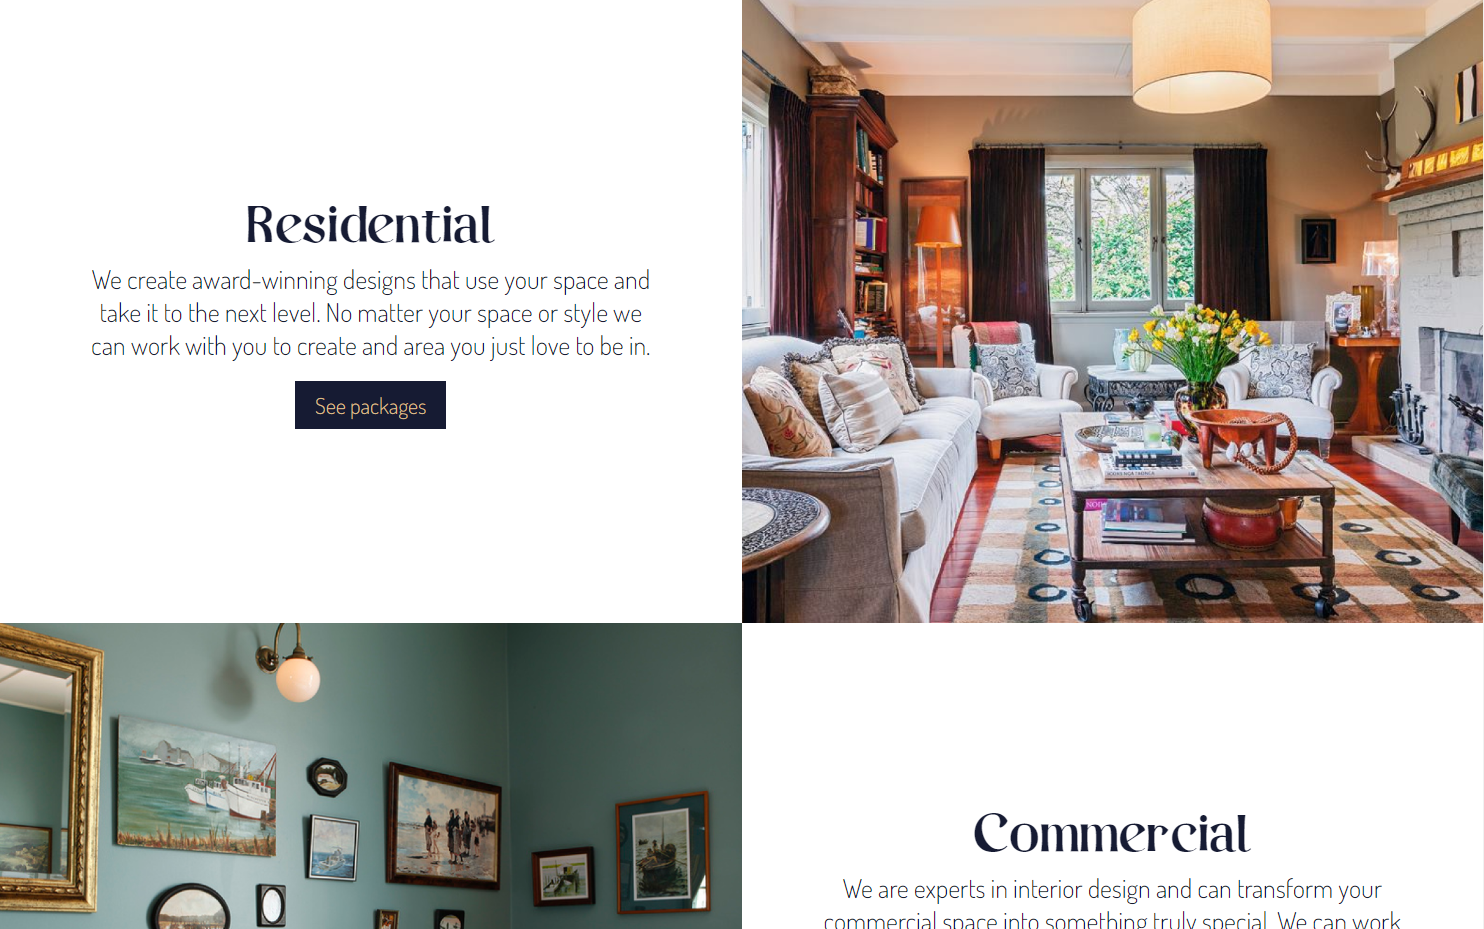 Residential
We create award-winning designs that use your space and
take it to the next level. No matter your space or style we
can work with you to create and area you just love to be in.
See packages
Commercial
We are experts in interior design and can transform your
commercial space into something truly special. We can work